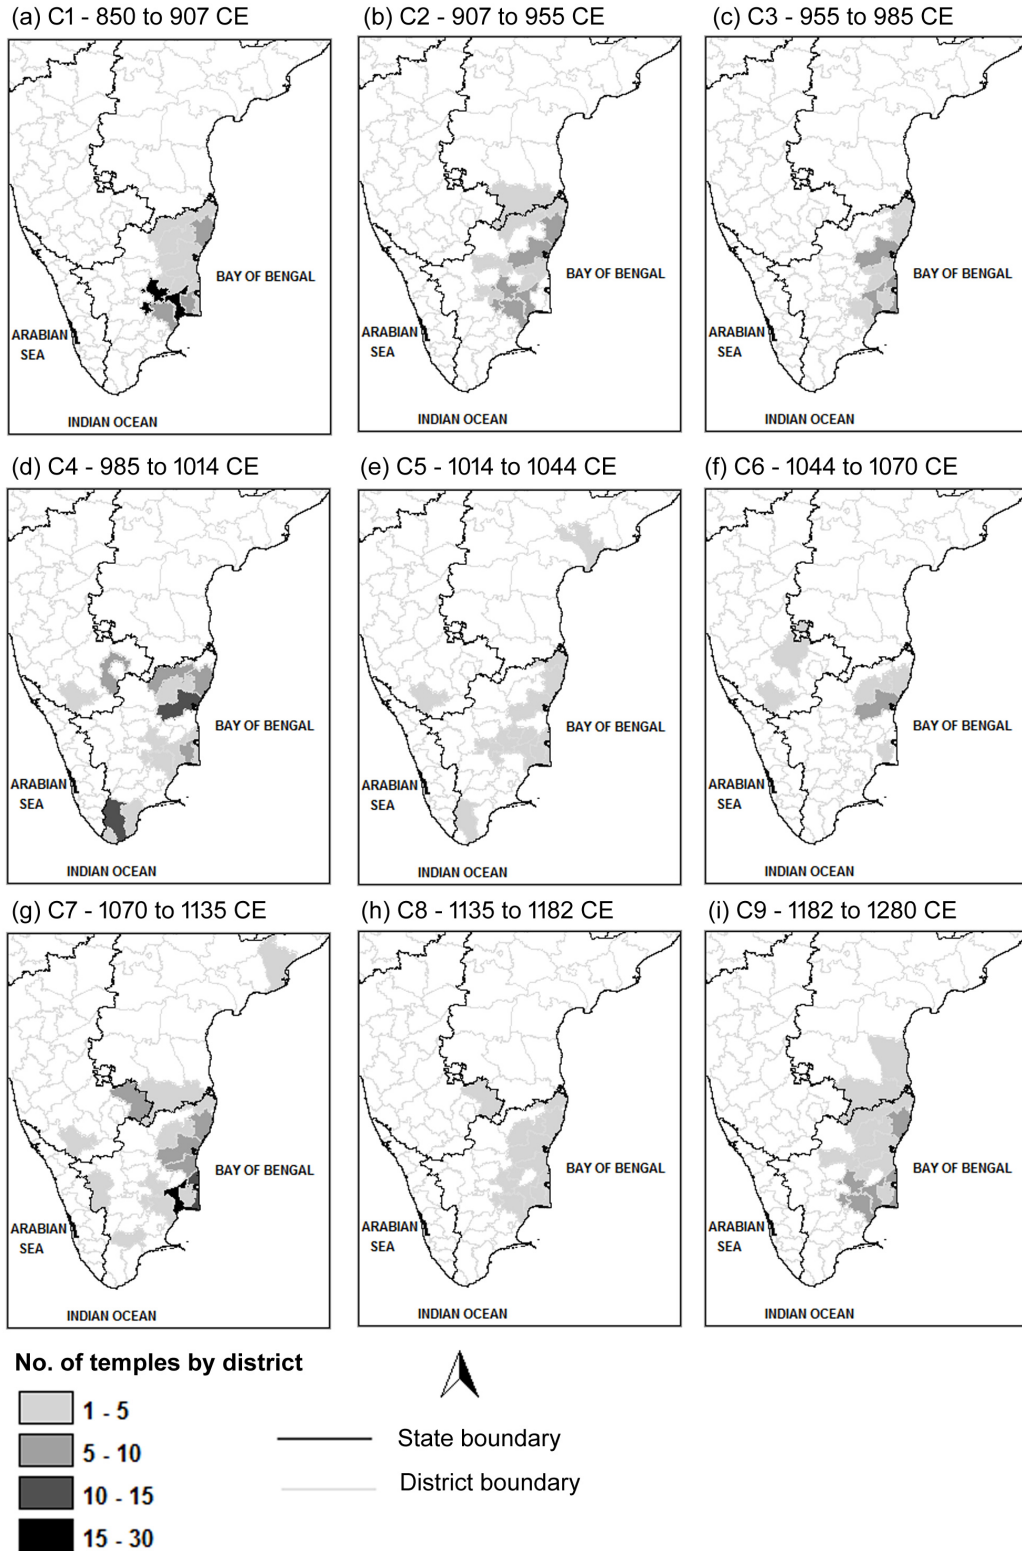 (a) C1 - 850 to 907 CE
(b) C2 - 907 to 955 CE
(c) C3 - 955 to 985 CE
BAY OF BENGAL
ARABIAN
SEA
INDIAN OCEAN
BAY OF BENGAL
ARABIAN
SEA
INDIAN OCEAN
BAY OF BENGAL
ARABIAN
SEA
INDIAN OCEAN
(d) C4 - 985 to 1014 CE
(e) C5 - 1014 to 1044 CE
(f) C6 - 1044 to 1070 CE
BAY OF BENGAL
ARABIAN
SEA
INDIAN OCEAN
BAY OF BENGAL
ARABIAN
SEA
INDIAN OCEAN
BAY OF BENGAL
ARABIAN
SEA
INDIAN OCEAN
(g) C7 - 1070 to 1135 CE
(h) C8 - 1135 to 1182 CE
(i) C9 - 1182 to 1280 CE
BAY OF BENGAL
ARABIAN
SEA
INDIAN OCEAN
BAY OF BENGAL
ARABIAN
SEA
INDIAN OCEAN
BAY OF BENGAL
ARABIAN
SEA
INDIAN OCEAN
No. of temples by district
1 - 5
5 - 10
10 - 15
15 - 30
State boundary
District boundary